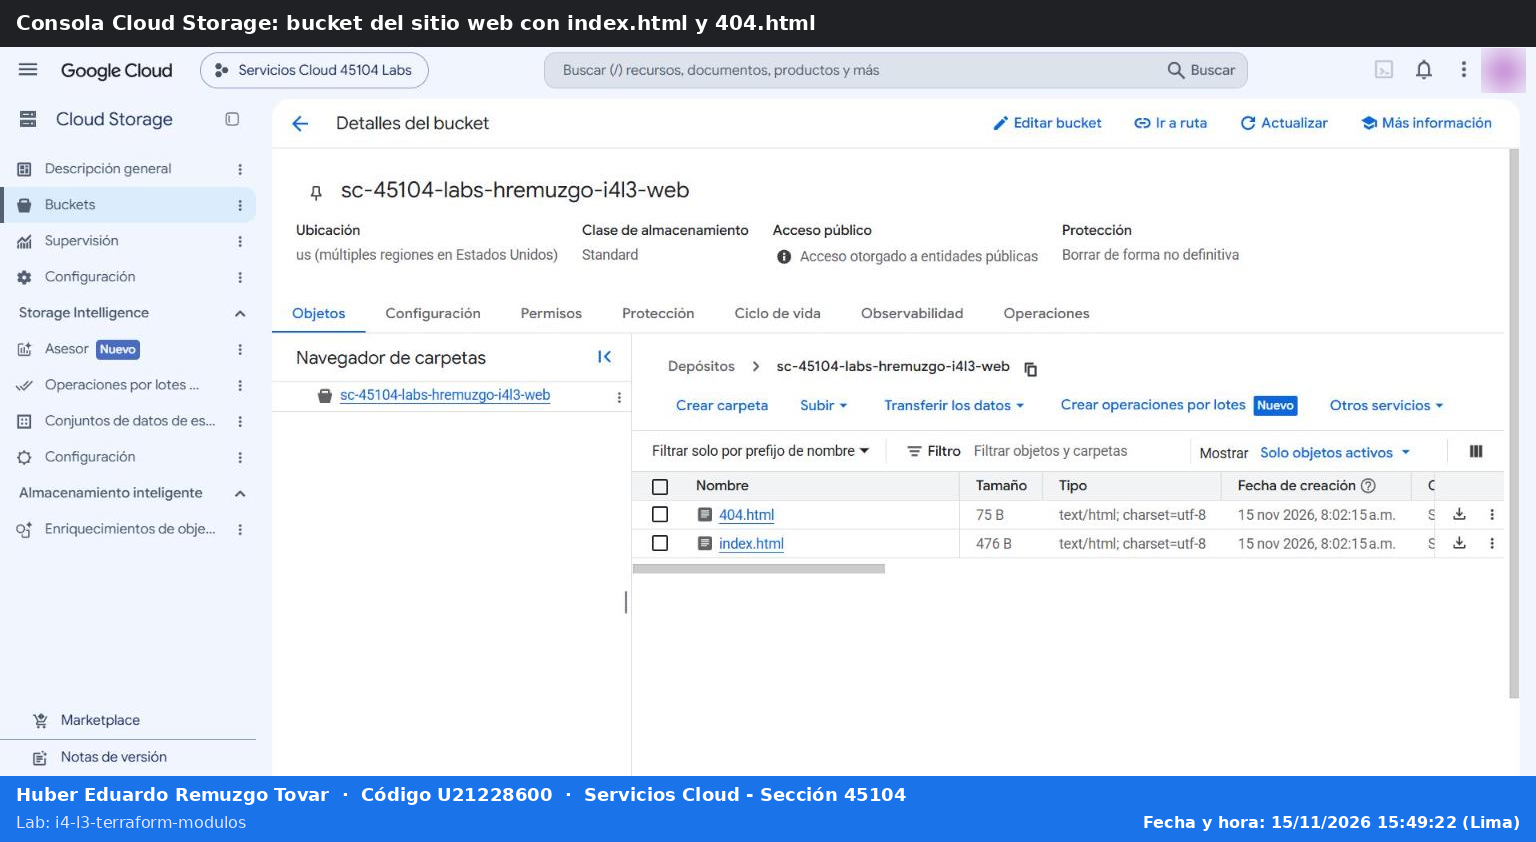 Consola Cloud Storage: bucket del sitio web con index.html y 404.html
Google Cloud
Servicios Cloud 45104 Labs
Buscar (/) recursos, documentos, productos y más
Buscar
Cloud Storage
Descripción general
Buckets
Supervisión
Configuración
Storage Intelligence
Asesor Nuevo
Operaciones por lotes ...
Conjuntos de datos de es...
Configuración
Almacenamiento inteligente
Enriquecimientos de obje...
Marketplace
Notas de versión
Detalles del bucket
Editar bucket
Ir a ruta
Actualizar
Más información
sc-45104-labs-hremuzgo-i4l3-web
Ubicación
us (múltiples regiones en Estados Unidos)
Clase de almacenamiento
Standard
Acceso público
Acceso otorgado a entidades públicas
Protección
Borrar de forma no definitiva
Objetos
Configuración
Permisos
Protección
Ciclo de vida
Observabilidad
Operaciones
Navegador de carpetas
sc-45104-labs-hremuzgo-i4l3-web
Depósitos
sc-45104-labs-hremuzgo-i4l3-web
Crear carpeta
Subir
Transferir los datos
Crear operaciones por lotes Nuevo
Otros servicios
Filtrar solo por prefijo de nombre
Filtro Filtrar objetos y carpetas
Mostrar Solo objetos activos
Nombre Tamaño Tipo Fecha de creación
404.html 75 B text/html; charset=utf-8 15 nov 2026, 8:02:15 a.m.
index.html 476 B text/html; charset=utf-8 15 nov 2026, 8:02:15 a.m.
Huber Eduardo Remuzgo Tovar · Código U21228600 · Servicios Cloud - Sección 45104
Lab: i4-l3-terraform-modulos
Fecha y hora: 15/11/2026 15:49:22 (Lima)